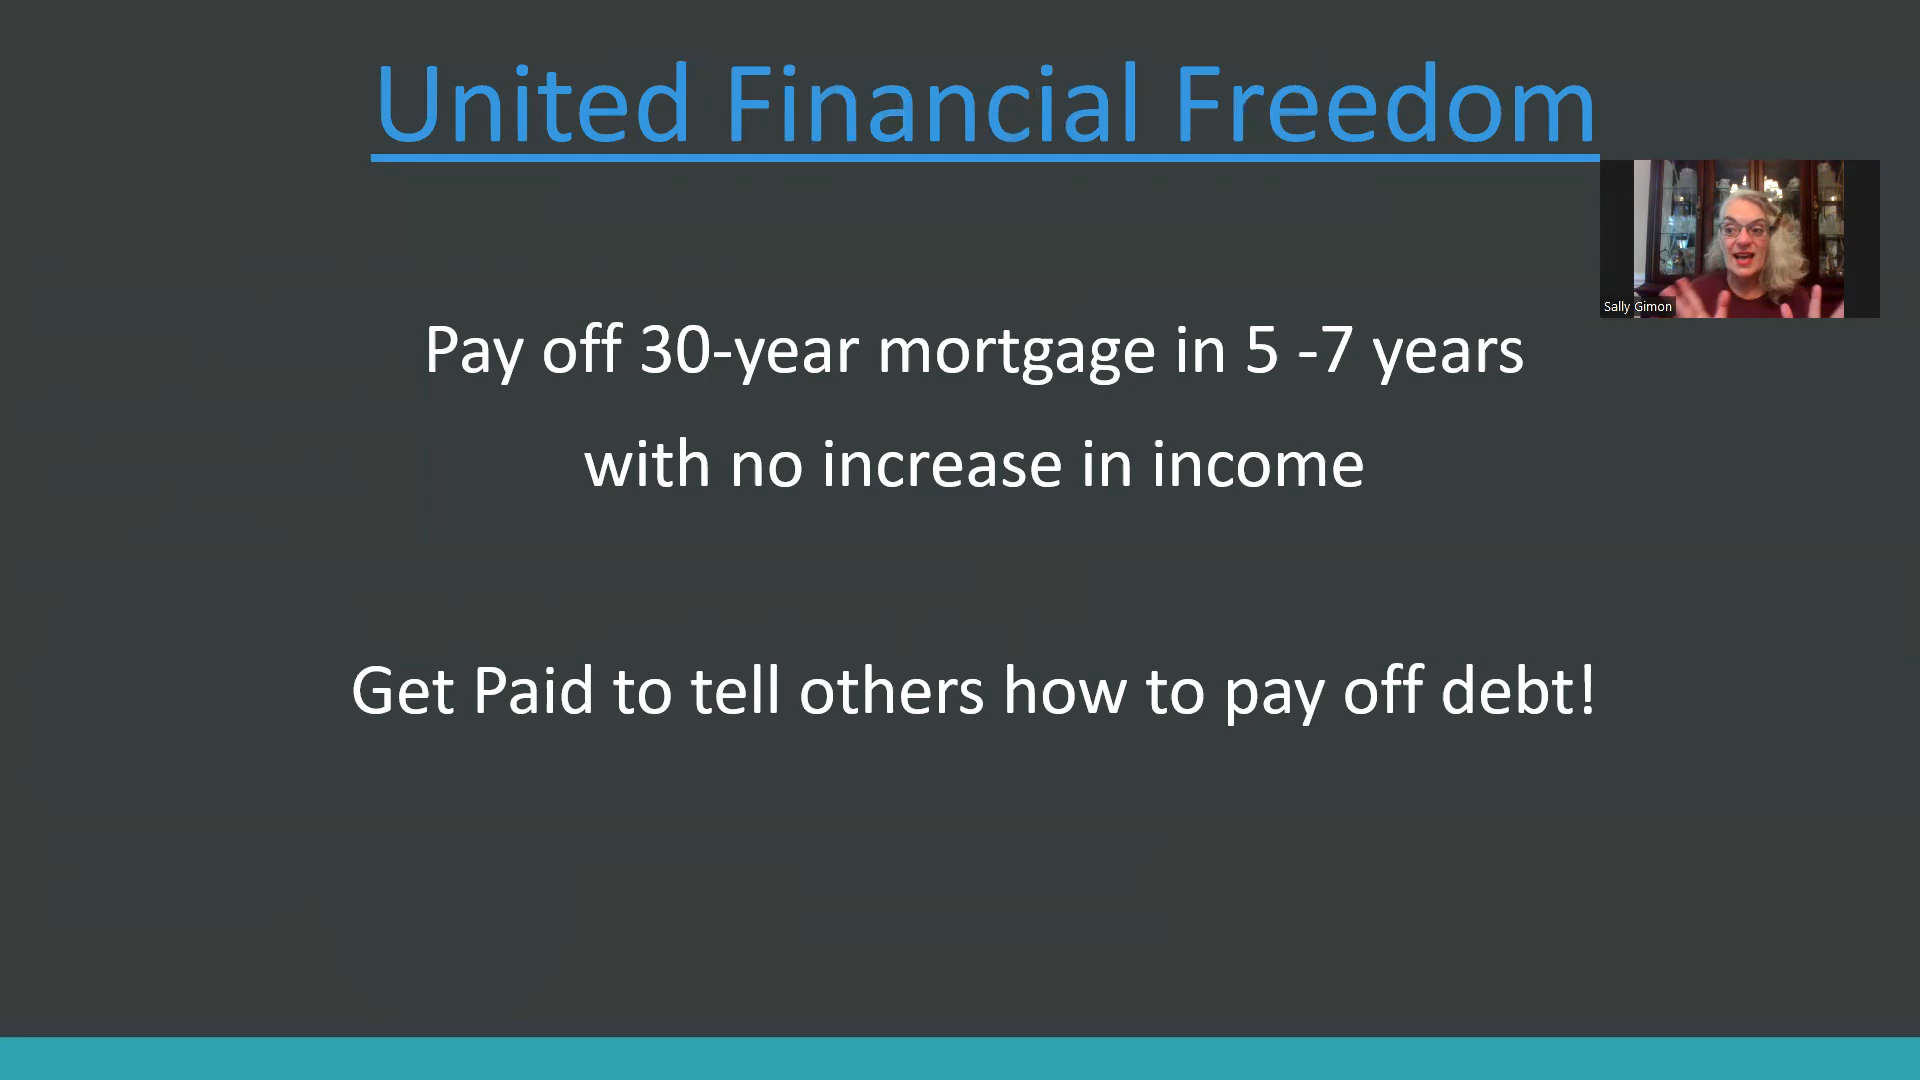 United Financial Freedom
Sally Gimon
Pay off 30-year mortgage in 5 -7 years
with no increase in income
Get Paid to tell others how to pay off debt!